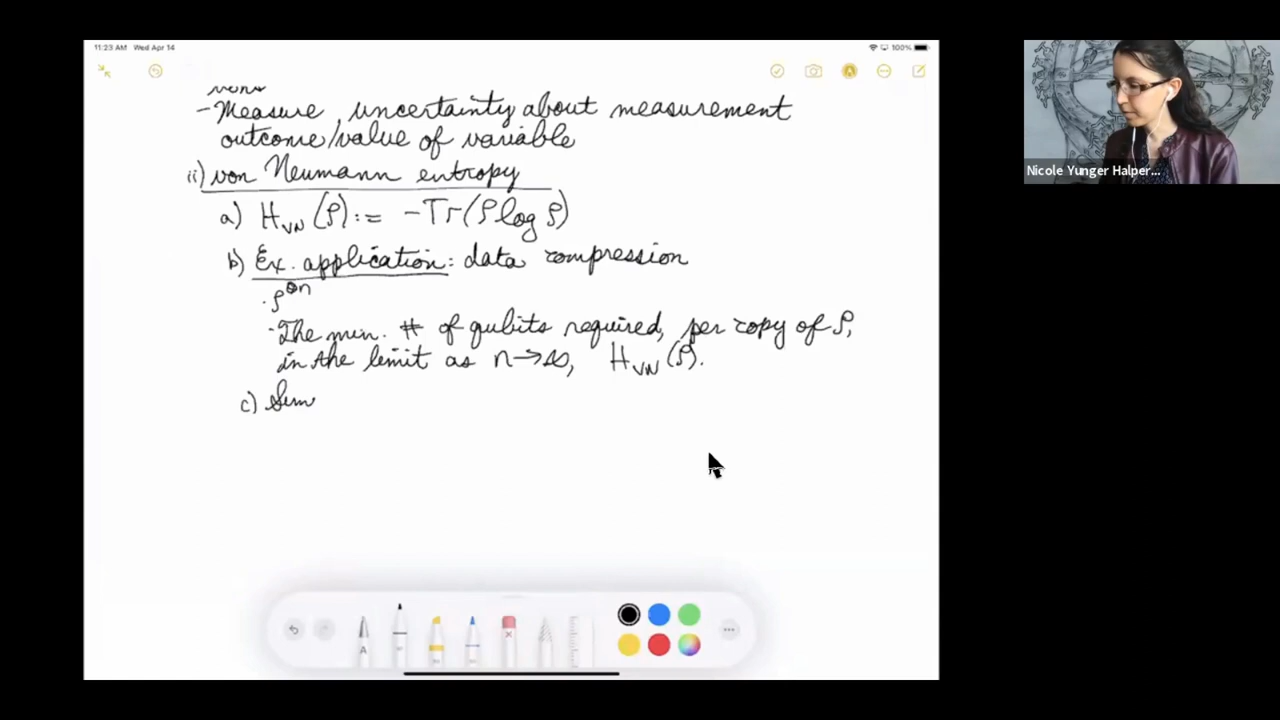 11:23 AM Wed Apr 14
100%
- Measure, uncertainty about measurement
outcome/value of variable
ii) von Neumann entropy
a) H_VN (ρ) := -Tr(ρ log ρ)
b) Ex. application: data compression
· ρ^⊗n
· The min. # of qubits required, per copy of ρ,
in the limit as n→∞, H_VN (ρ).
c) Sum
Nicole Yunger Halper...